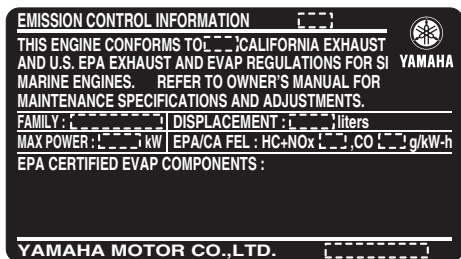 EMISSION CONTROL INFORMATION
THIS ENGINE CONFORMS TO CALIFORNIA EXHAUST
AND U.S. EPA EXHAUST AND EVAP REGULATIONS FOR SI
MARINE ENGINES. REFER TO OWNER'S MANUAL FOR
MAINTENANCE SPECIFICATIONS AND ADJUSTMENTS.
YAMAHA
FAMILY : DISPLACEMENT : liters
MAX POWER : kW EPA/CA FEL : HC+NOx ,CO g/kW-h
EPA CERTIFIED EVAP COMPONENTS :
YAMAHA MOTOR CO.,LTD.